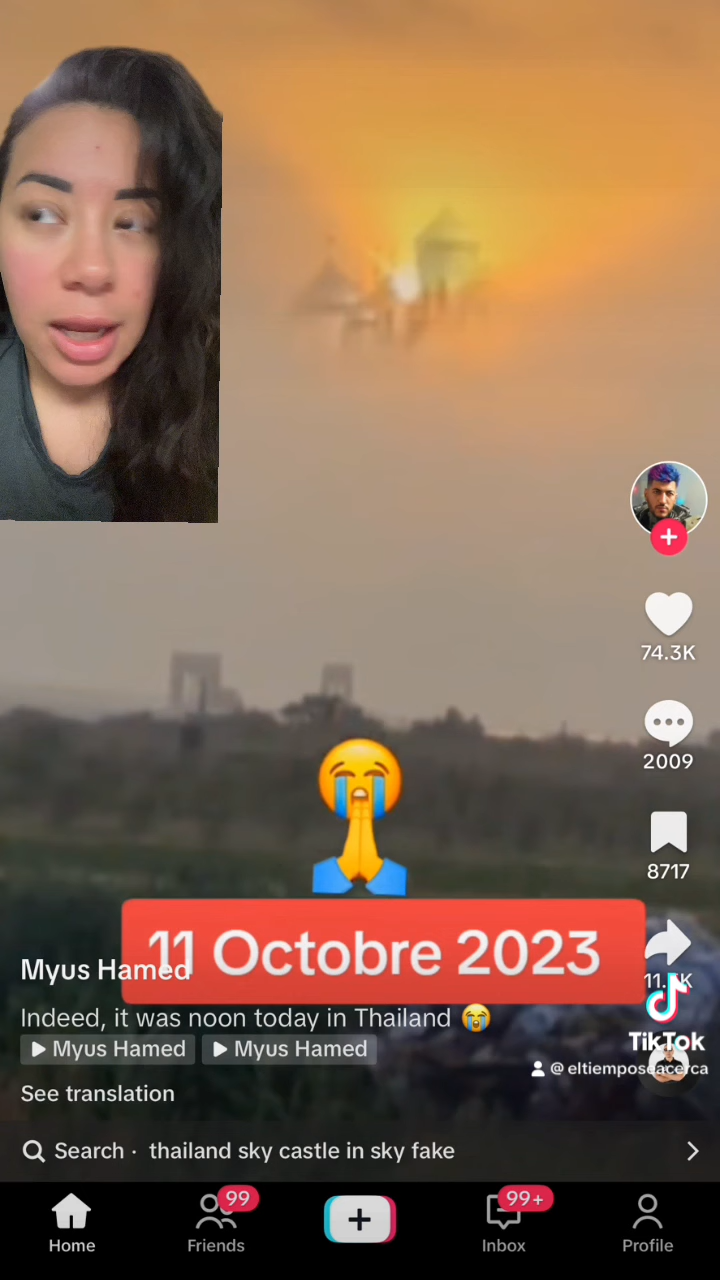 74.3K
2009
8717
11 Octobre 2023
Myus Hamed
Indeed, it was noon today in Thailand 😭
Myus Hamed
Myus Hamed
TikTok
@ eltiemposeacerca
See translation
Search · thailand sky castle in sky fake
99
99+
Home
Friends
Inbox
Profile